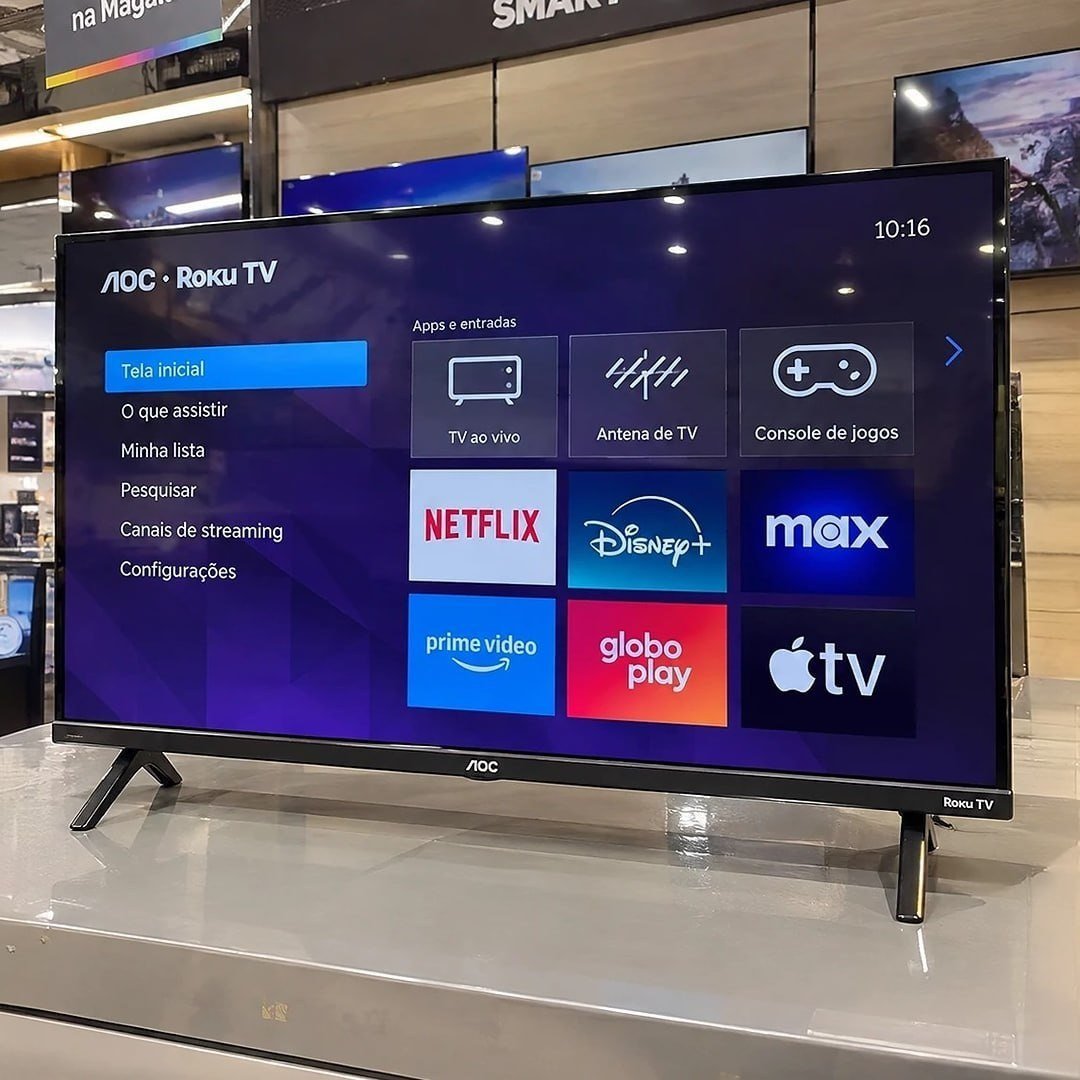 na Magal
SMART
10:16
AOC • Roku TV
Apps e entradas
Tela inicial
O que assistir
Minha lista
Pesquisar
Canais de streaming
Configurações
TV ao vivo
Antena de TV
Console de jogos
NETFLIX
Disney+
max
prime video
globo
play
tv
AOC
Roku TV